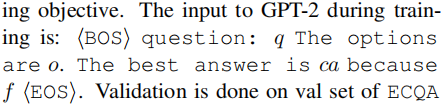 ing objective. The input to GPT-2 during train-
ing is: ⟨BOS⟩ question: q The options
are o. The best answer is ca because
f ⟨EOS⟩. Validation is done on val set of ECQA